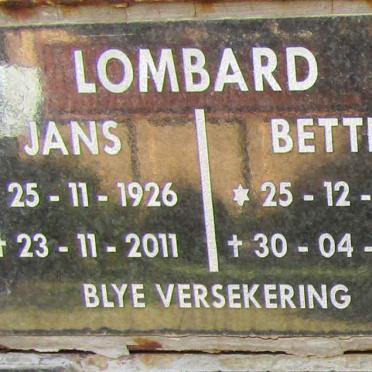 LOMBARD
JANS BETT
25-11-1926 * 25-12-
† 23-11-2011 † 30-04-
BLYE VERSEKERING